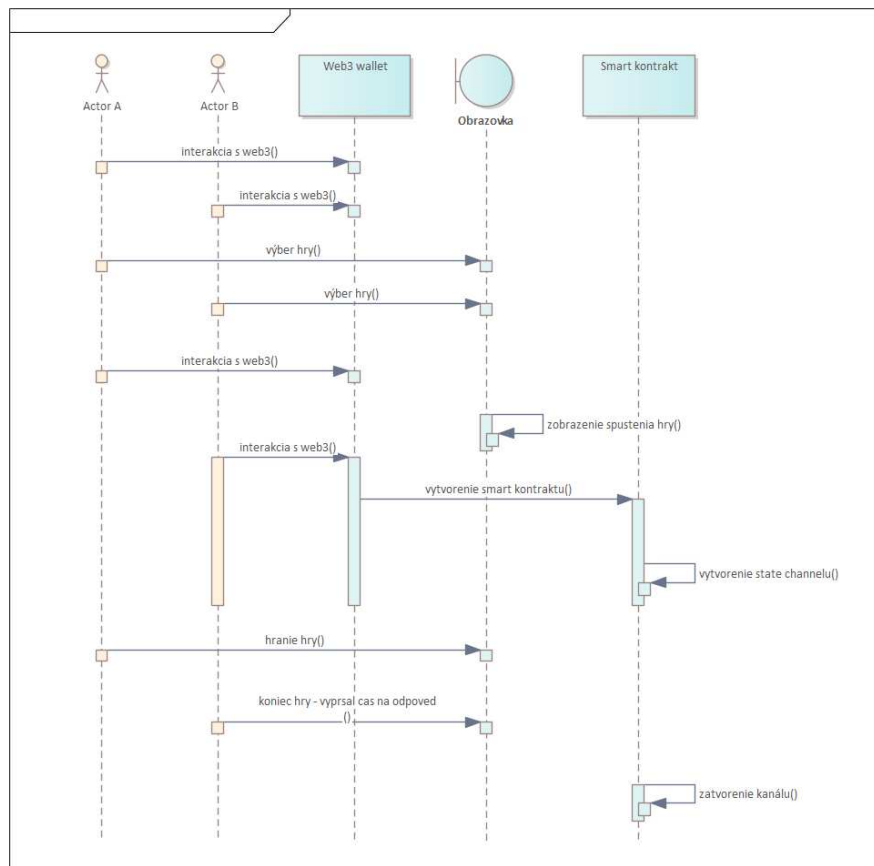 Web3 wallet
Smart kontrakt
Actor A
Actor B
Obrazovka
interakcia s web3()
interakcia s web3()
výber hry()
výber hry()
interakcia s web3()
zobrazenie spustenia hry()
interakcia s web3()
vytvorenie smart kontraktu()
vytvorenie state channelu()
hranie hry()
koniec hry - vyprsal cas na odpoved
()
zatvorenie kanálu()